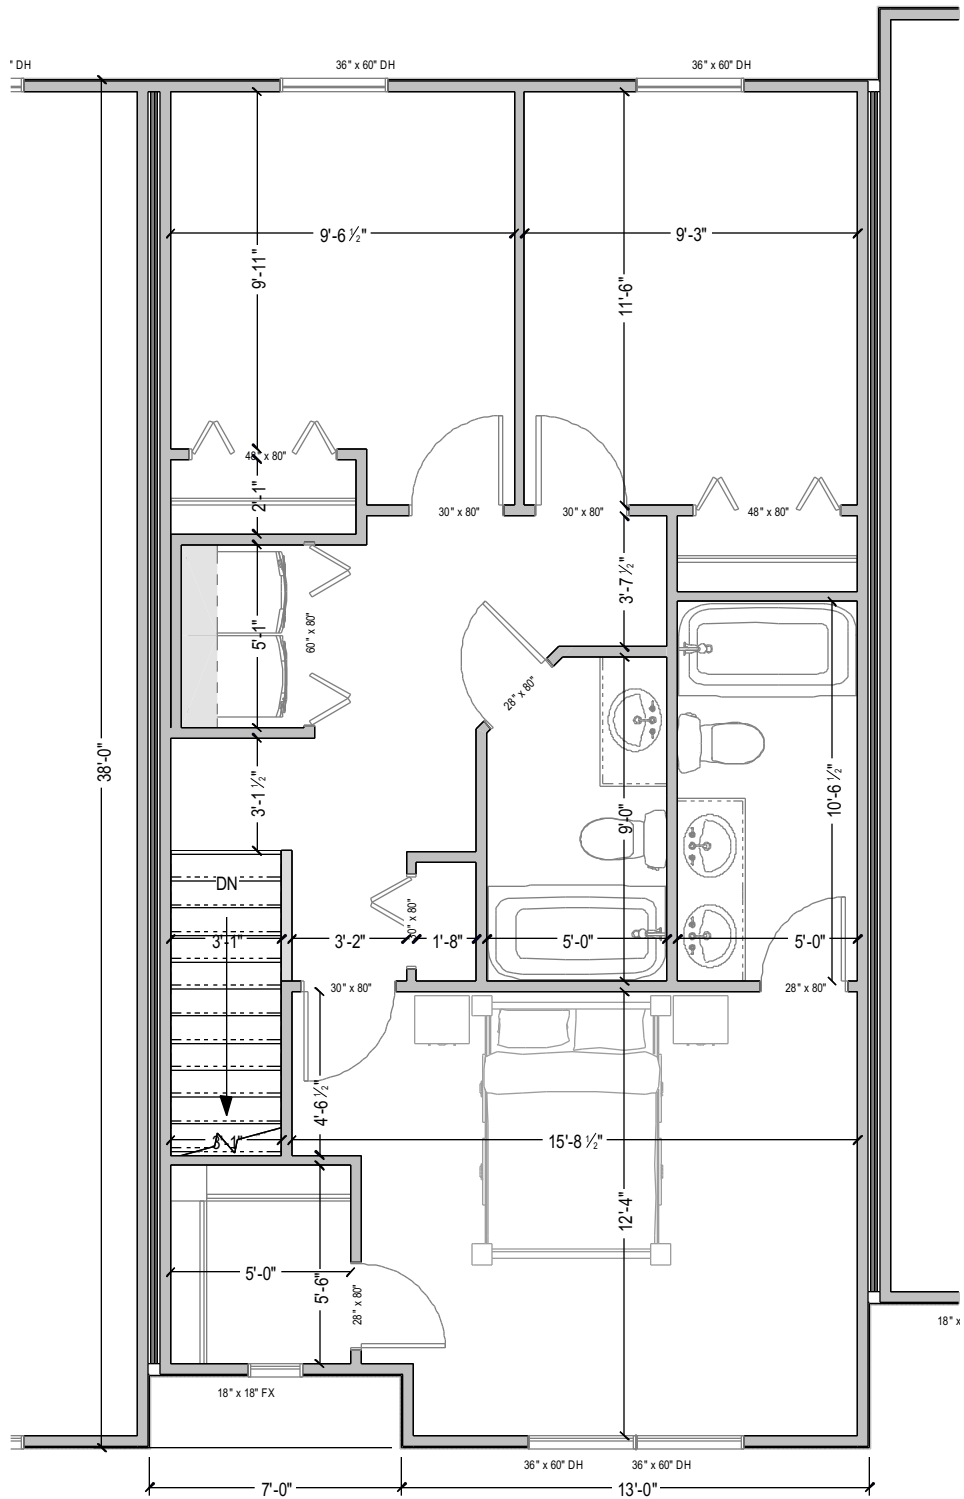 " DH
36" x 60" DH
36" x 60" DH
9'-6 ½"
9'-3"
9'-11"
11'-6"
48" x 80"
2'-1"
30" x 80"
30" x 80"
48" x 80"
3'-7 ½"
5'-1"
60" x 80"
28" x 80"
38'-0"
3'-1 ½"
10'-6 ½"
9'-0"
DN
" x 80"
3'-1"
3'-2"
1'-8"
5'-0"
5'-0"
30" x 80"
28" x 80"
4'-6 ½"
3'-1"
15'-8 ½"
12'-4"
5'-0"
5'-6"
28" x 80"
18" x
18" x 18" FX
36" x 60" DH
36" x 60" DH
7'-0"
13'-0"